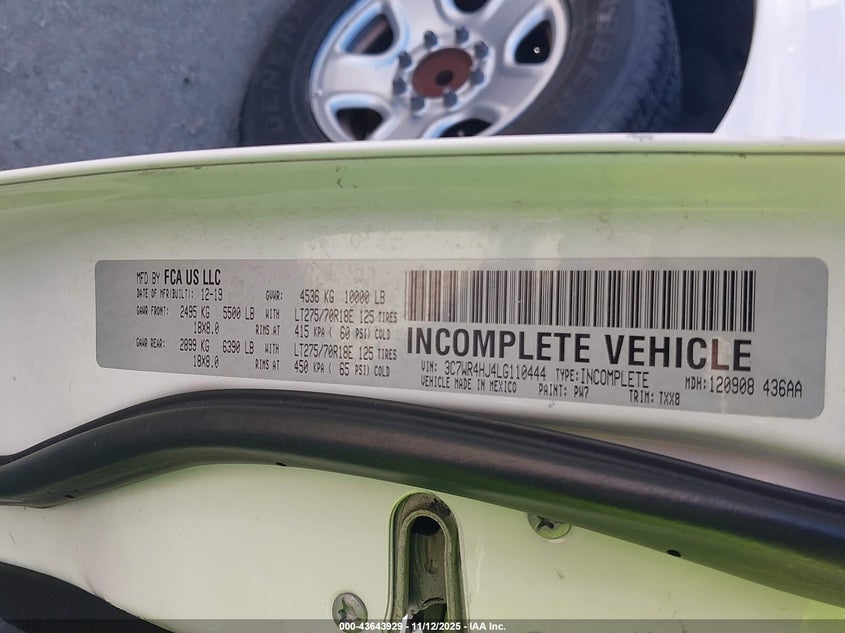 GENERAL
MFD BY FCA US LLC
DATE OF MFR(BUILT): 12-19 GVWR: 4536 KG 10000 LB
GAWR FRONT: 2495 KG 5500 LB WITH LT275/70R18E 125 TIRES
18X8.0 RIMS AT 415 KPA ( 60 PSI) COLD
GAWR REAR: 2899 KG 6390 LB WITH LT275/70R18E 125 TIRES
18X8.0 RIMS AT 450 KPA ( 65 PSI) COLD
INCOMPLETE VEHICLE
VIN: 3C7WR4HJ4LG110444 TYPE:INCOMPLETE MDH:120908 436AA
VEHICLE MADE IN MEXICO PAINT: PW7 TRIM: TXX8
000-43643929 - 11/12/2025 - IAA Inc.